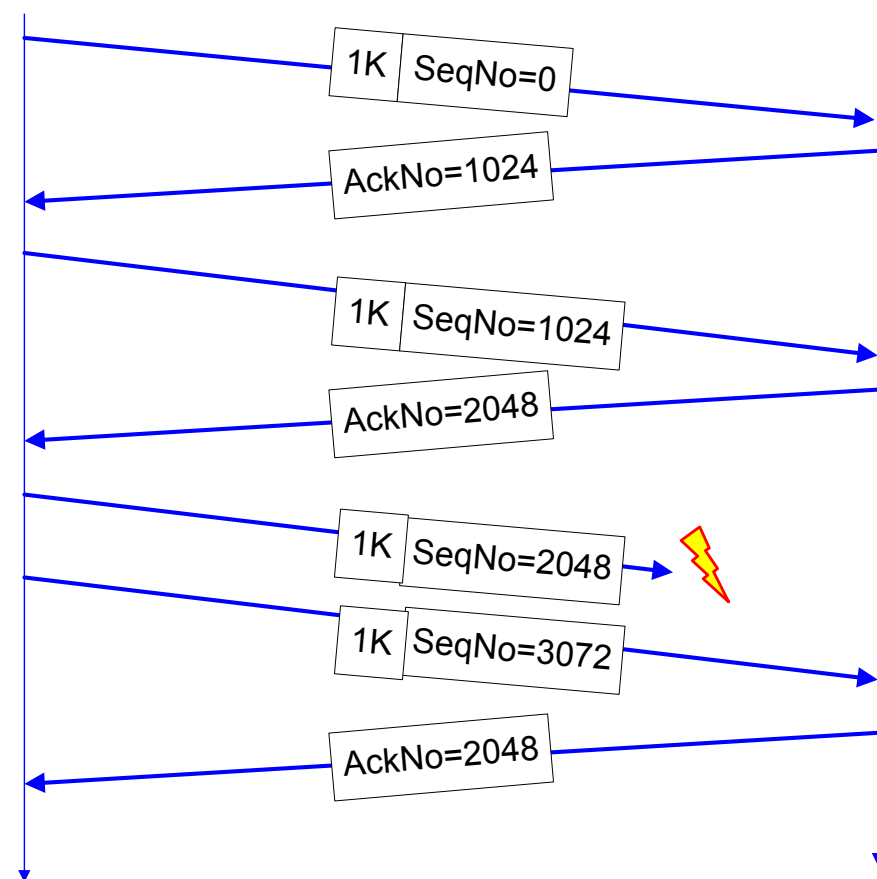 1K SeqNo=0
AckNo=1024
1K SeqNo=1024
AckNo=2048
1K SeqNo=2048
1K SeqNo=3072
AckNo=2048